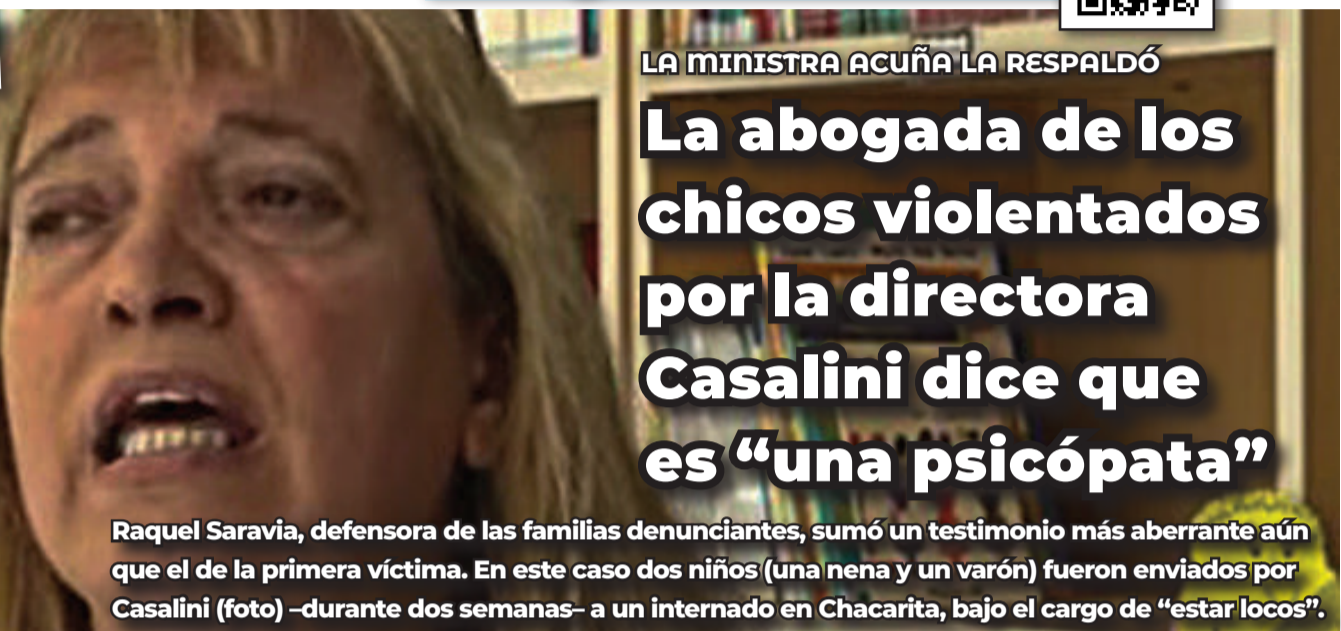 LA MINISTRA ACUÑA LA RESPALDÓ
La abogada de los
chicos violentados
por la directora
Casalini dice que
es “una psicópata”
Raquel Saravia, defensora de las familias denunciantes, sumó un testimonio más aberrante aún
que el de la primera víctima. En este caso dos niños (una nena y un varón) fueron enviados por
Casalini (foto) –durante dos semanas– a un internado en Chacarita, bajo el cargo de “estar locos”.